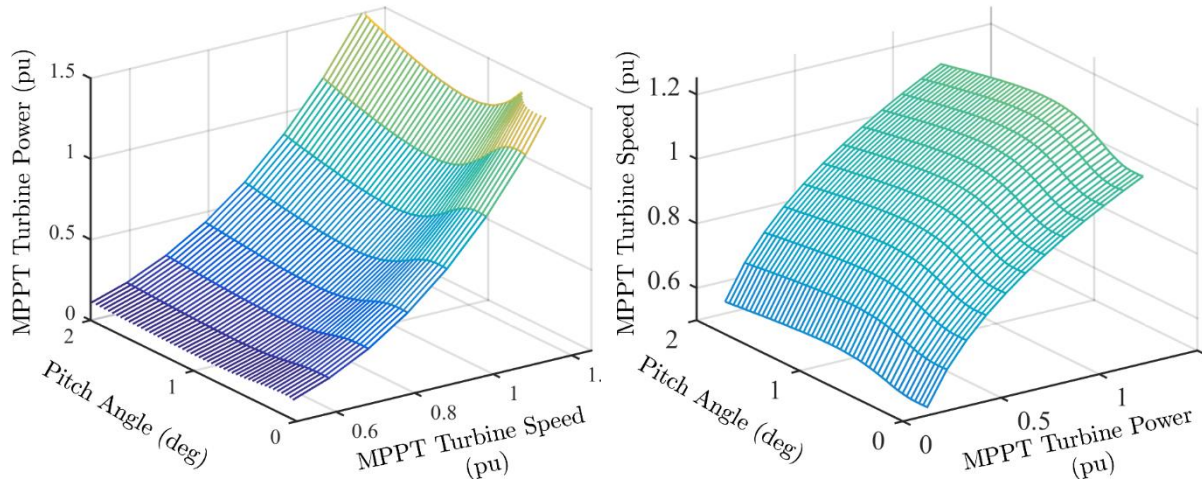 MPPT Turbine Power (pu)
1.5
1
0.5
0
2
1
0
Pitch Angle (deg)
0.6
0.8
1
1.
MPPT Turbine Speed
(pu)
MPPT Turbine Speed (pu)
1.2
1
0.8
0.6
2
1
0
Pitch Angle (deg)
0
0.5
1
MPPT Turbine Power
(pu)